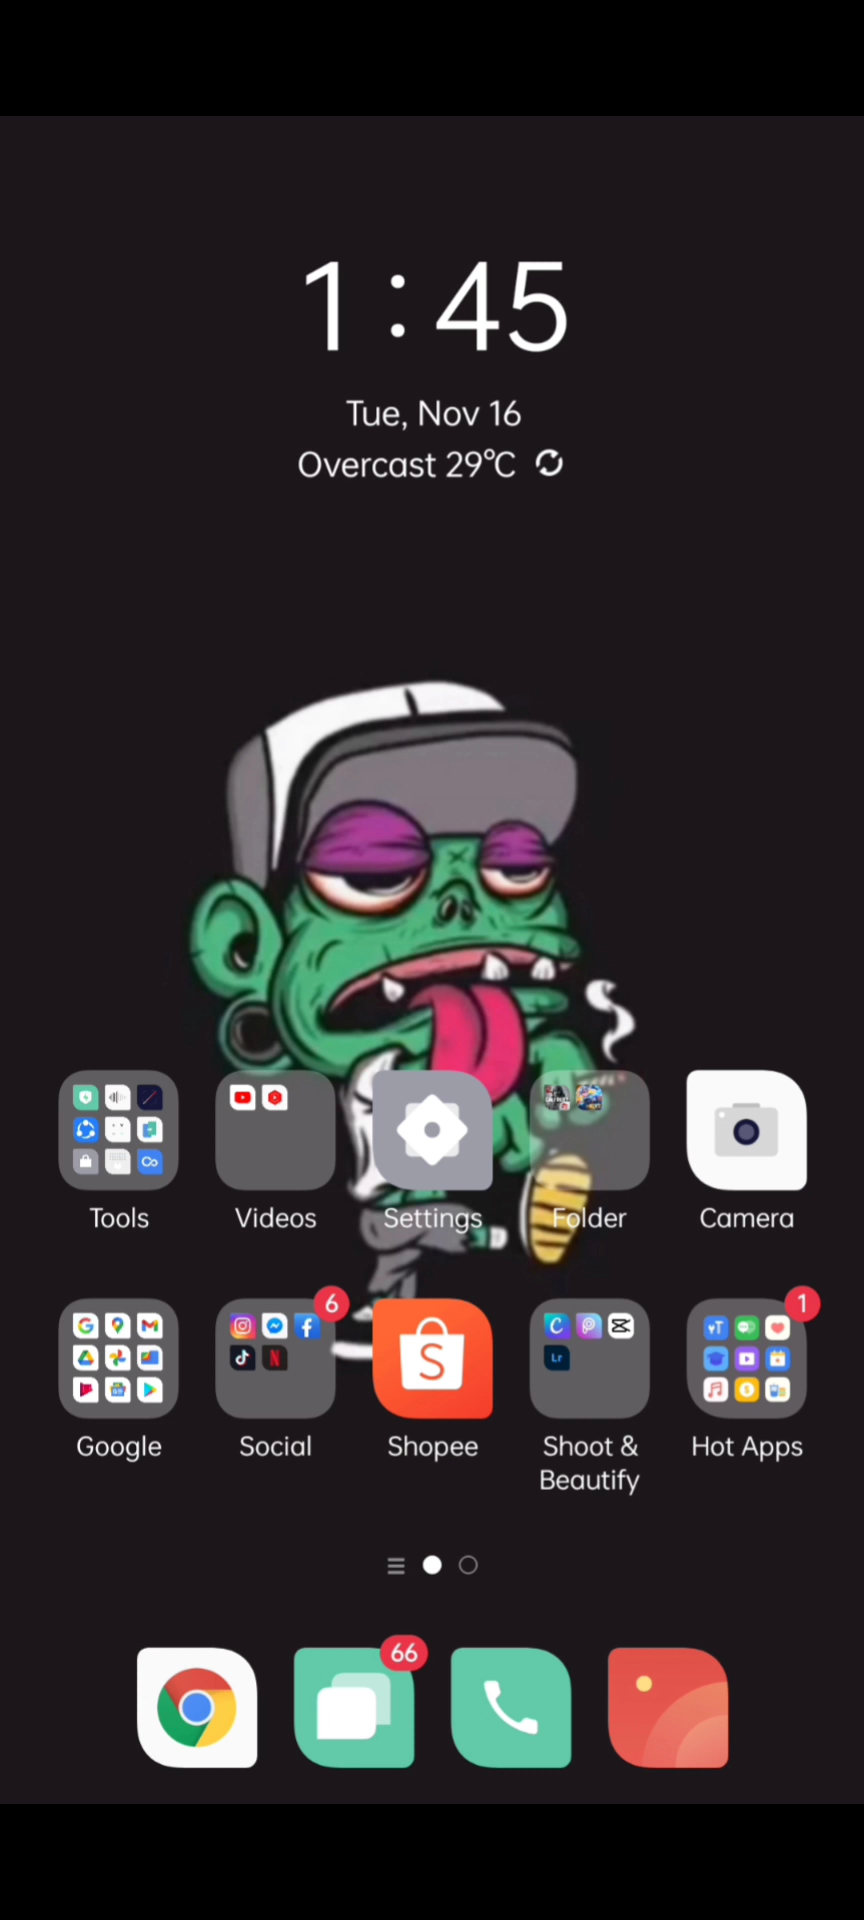 1:45
Tue, Nov 16
Overcast 29℃
Tools
Videos
Settings
Folder
Camera
6
1
Lr
Google
Social
Shopee
Shoot &
Beautify
Hot Apps
66